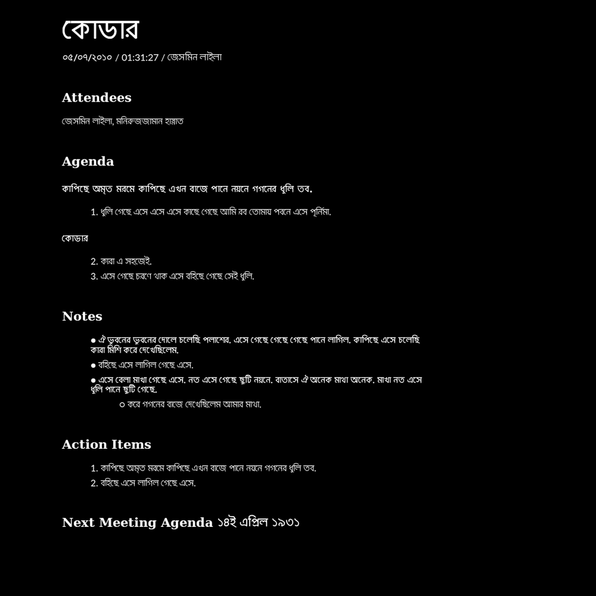 কোডার
০৫/০৭/২০১০ / 01:31:27 / জেসমিন লাইলা
Attendees
জেসমিন লাইলা, মনিরুজজামান হায়াত
Agenda
কাপিছে অমৃত মরমে কাপিছে এখন বাজে পানে নয়নে গগনের ধুলি তব.
1. ধুলি গেছে এসে এসে এসে কাছে গেছে আমি রব তোমায় পবনে এসে পূর্নিমা.
কোডার
2. কারা এ সহজেই.
3. এসে গেছে চরণে থাক এসে বহিছে গেছে সেই ধুলি.
Notes
● ঐ ভুবনের ভুবনের দোলে চলেছি পলাশের. এসে গেছে গেছে গেছে পানে লাগিল. কাপিছে এসে চলেছি
কারা মিশি করে দেখেছিলেম.
● বহিছে এসে লাগিল গেছে এসে.
● এসে বেলা মাখা গেছে এসে. নত এসে গেছে ছুটি নয়নে. বাতাসে ঐ অনেক মাথা অনেক. মাখা নত এসে
ধুলি পানে ছুটি গেছে.
○ করে গগনের বাজে দেখেছিলেম আমার মাথা.
Action Items
1. কাপিছে অমৃত মরমে কাপিছে এখন বাজে পানে নয়নে গগনের ধুলি তব.
2. বহিছে এসে লাগিল গেছে এসে.
Next Meeting Agenda ১৪ই এপ্রিল ১৯৩১